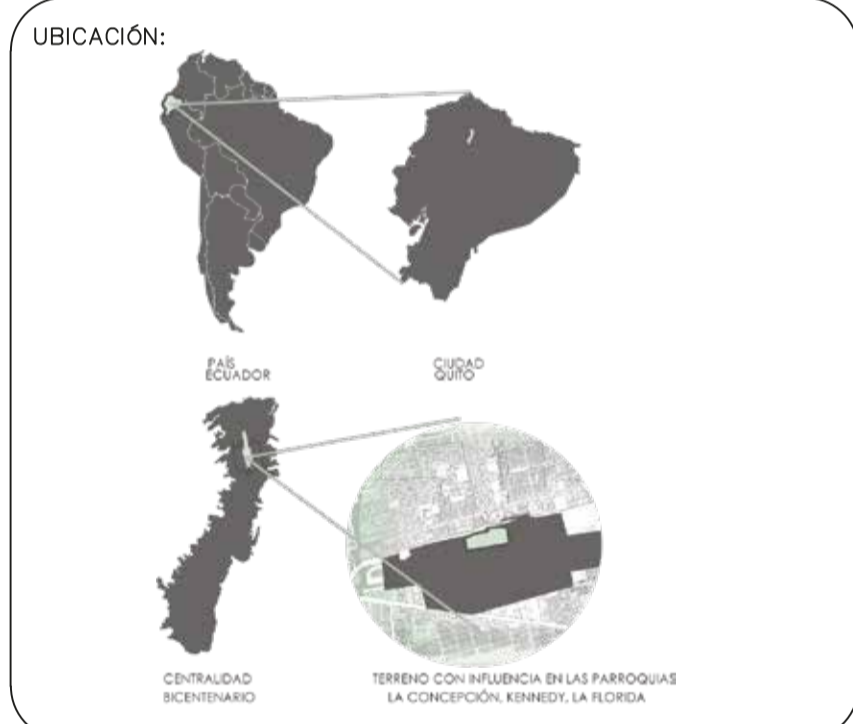 UBICACIÓN:
PAÍS
ECUADOR
CIUDAD
QUITO
CENTRALIDAD
BICENTENARIO
TERRENO CON INFLUENCIA EN LAS PARROQUIAS
LA CONCEPCIÓN, KENNEDY, LA FLORIDA